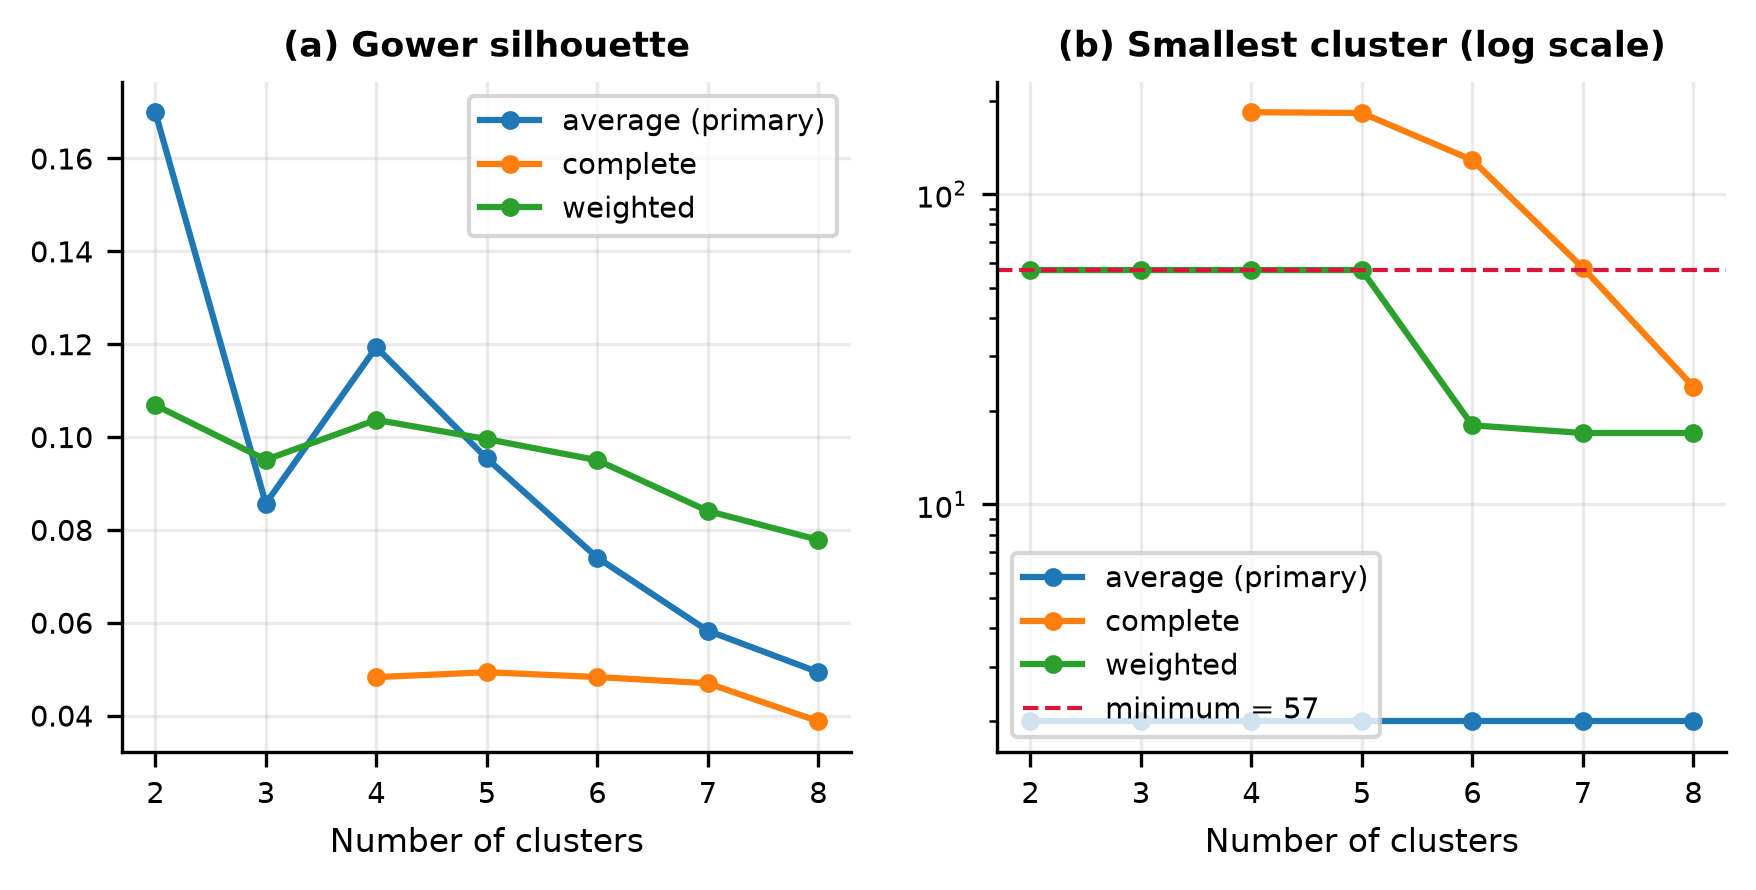 (a) Gower silhouette
average (primary)
complete
weighted
0.16
0.14
0.12
0.10
0.08
0.06
0.04
2 3 4 5 6 7 8
Number of clusters
(b) Smallest cluster (log scale)
10²
10¹
average (primary)
complete
weighted
minimum = 57
2 3 4 5 6 7 8
Number of clusters